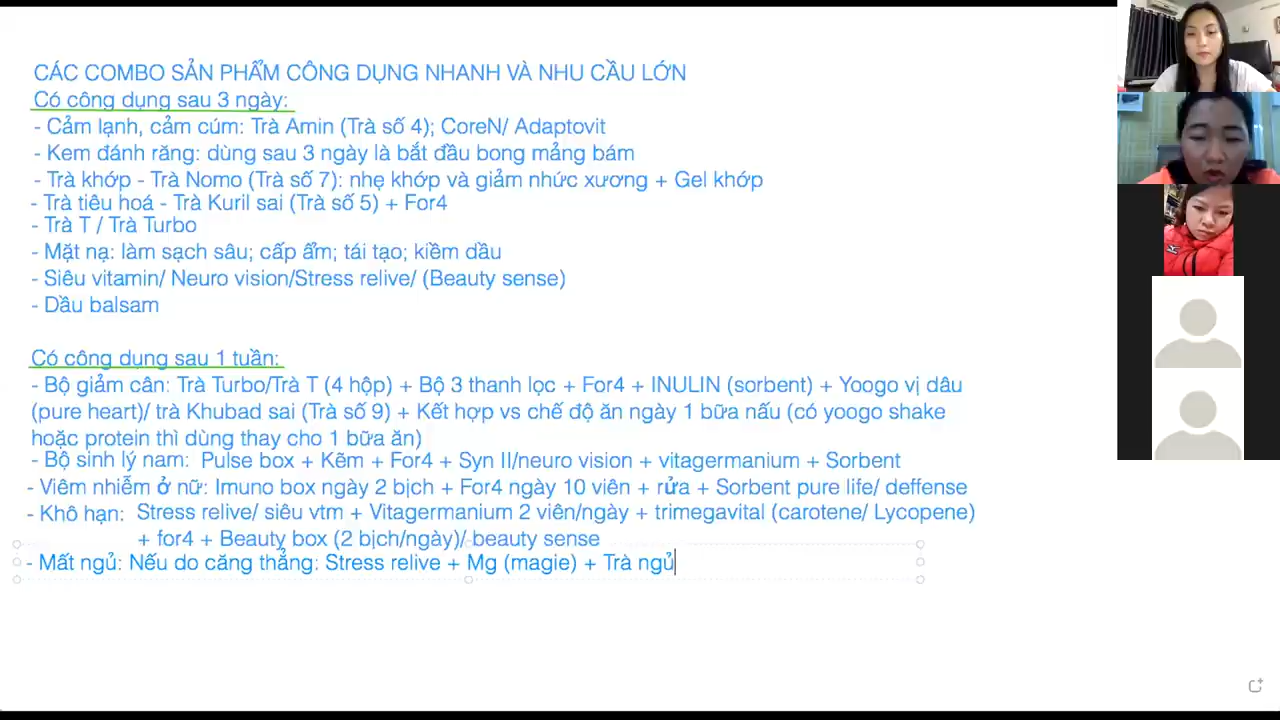 CÁC COMBO SẢN PHẨM CÔNG DỤNG NHANH VÀ NHU CẦU LỚN
Có công dụng sau 3 ngày:
- Cảm lạnh, cảm cúm: Trà Amin (Trà số 4); CoreN/ Adaptovit
- Kem đánh răng: dùng sau 3 ngày là bắt đầu bong mảng bám
- Trà khớp - Trà Nomo (Trà số 7): nhẹ khớp và giảm nhức xương + Gel khớp
- Trà tiêu hoá - Trà Kuril sai (Trà số 5) + For4
- Trà T / Trà Turbo
- Mặt nạ: làm sạch sâu; cấp ẩm; tái tạo; kiềm dầu
- Siêu vitamin/ Neuro vision/Stress relive/ (Beauty sense)
- Dầu balsam
Có công dụng sau 1 tuần:
- Bộ giảm cân: Trà Turbo/Trà T (4 hộp) + Bộ 3 thanh lọc + For4 + INULIN (sorbent) + Yoogo vị dâu
(pure heart)/ trà Khubad sai (Trà số 9) + Kết hợp vs chế độ ăn ngày 1 bữa nấu (có yoogo shake
hoặc protein thì dùng thay cho 1 bữa ăn)
- Bộ sinh lý nam: Pulse box + Kẽm + For4 + Syn II/neuro vision + vitagermanium + Sorbent
- Viêm nhiễm ở nữ: Imuno box ngày 2 bịch + For4 ngày 10 viên + rửa + Sorbent pure life/ deffense
- Khô hạn: Stress relive/ siêu vtm + Vitagermanium 2 viên/ngày + trimegavital (carotene/ Lycopene)
+ for4 + Beauty box (2 bịch/ngày)/ beauty sense
- Mất ngủ: Nếu do căng thẳng: Stress relive + Mg (magie) + Trà ngủ